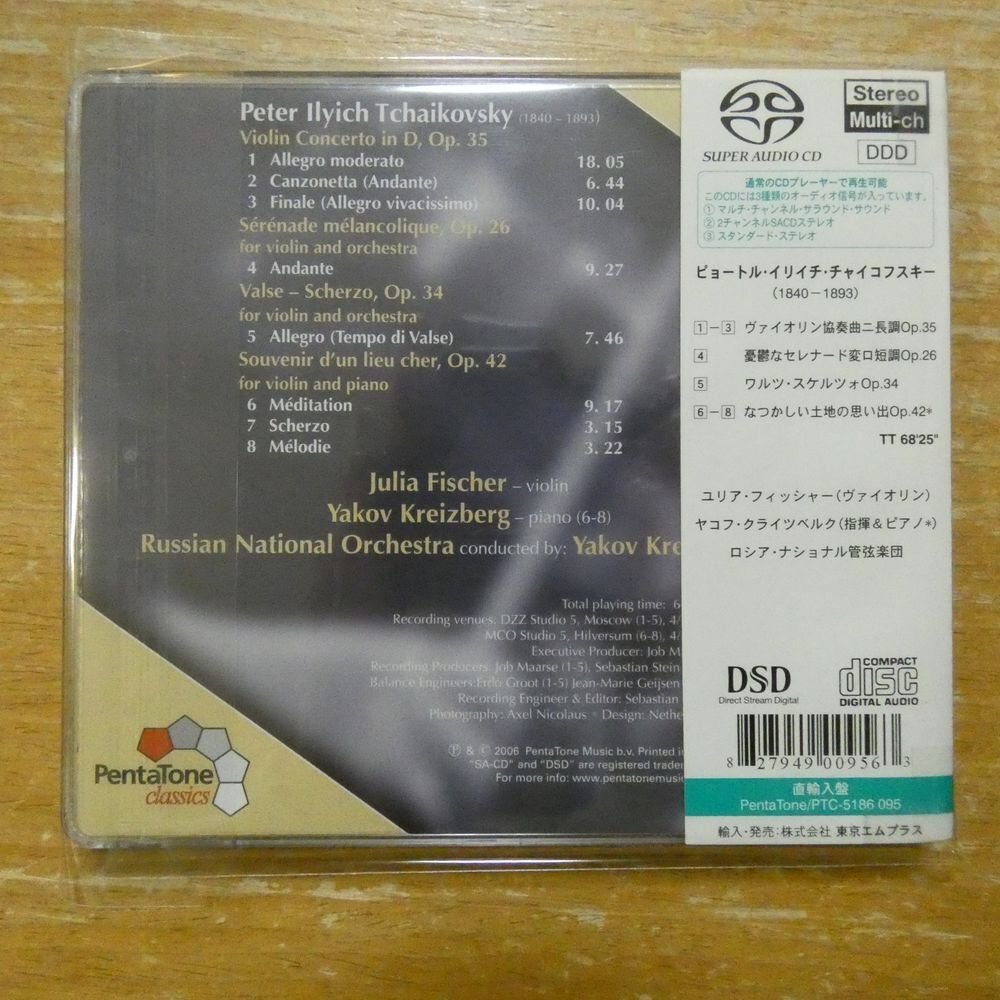 Peter Ilyich Tchaikovsky (1840 – 1893)
Violin Concerto in D, Op. 35
1 Allegro moderato 18.05
2 Canzonetta (Andante) 6.44
3 Finale (Allegro vivacissimo) 10.04
Sérénade mélancolique, Op. 26
for violin and orchestra
4 Andante 9.27
Valse – Scherzo, Op. 34
for violin and orchestra
5 Allegro (Tempo di Valse) 7.46
Souvenir d'un lieu cher, Op. 42
for violin and piano
6 Méditation 9.17
7 Scherzo 3.15
8 Mélodie 3.22
Julia Fischer – violin
Yakov Kreizberg – piano (6-8)
Russian National Orchestra conducted by: Yakov Kre
Total playing time: 6
Recording venues: DZZ Studio 5, Moscow (1-5), 4/
MCO Studio 5, Hilversum (6-8), 4/
Executive Producer: Job M
Recording Producers: Job Maarse (1-5), Sebastian Stein
Balance Engineers:Erdo Groot (1-5) Jean-Marie Geijsen
Recording Engineer & Editor: Sebastian
Photography: Axel Nicolaus • Design: Nethe
℗ & © 2006 PentaTone Music b.v. Printed i
"SA-CD" and "DSD" are registered trader
For more info: www.pentatonemusi
PentaTone
classics
SUPER AUDIO CD
Stereo
Multi-ch
DDD
通常のCDプレーヤーで再生可能
このCDには3種類のオーディオ信号が入っています。
① マルチ・チャンネル・サラウンド・サウンド
② 2チャンネルSACDステレオ
③ スタンダード・ステレオ
ピョートル・イリイチ・チャイコフスキー
(1840－1893)
1－3 ヴァイオリン協奏曲ニ長調Op.35
4 憂鬱なセレナード変ロ短調Op.26
5 ワルツ・スケルツォOp.34
6－8 なつかしい土地の思い出Op.42*
TT 68'25"
ユリア・フィッシャー(ヴァイオリン)
ヤコフ・クライツベルク(指揮＆ピアノ*)
ロシア・ナショナル管弦楽団
DSD
Direct Stream Digital
COMPACT
disc
DIGITAL AUDIO
8 27949 00956 3
直輸入盤
PentaTone/PTC-5186 095
輸入・発売：株式会社 東京エムプラス